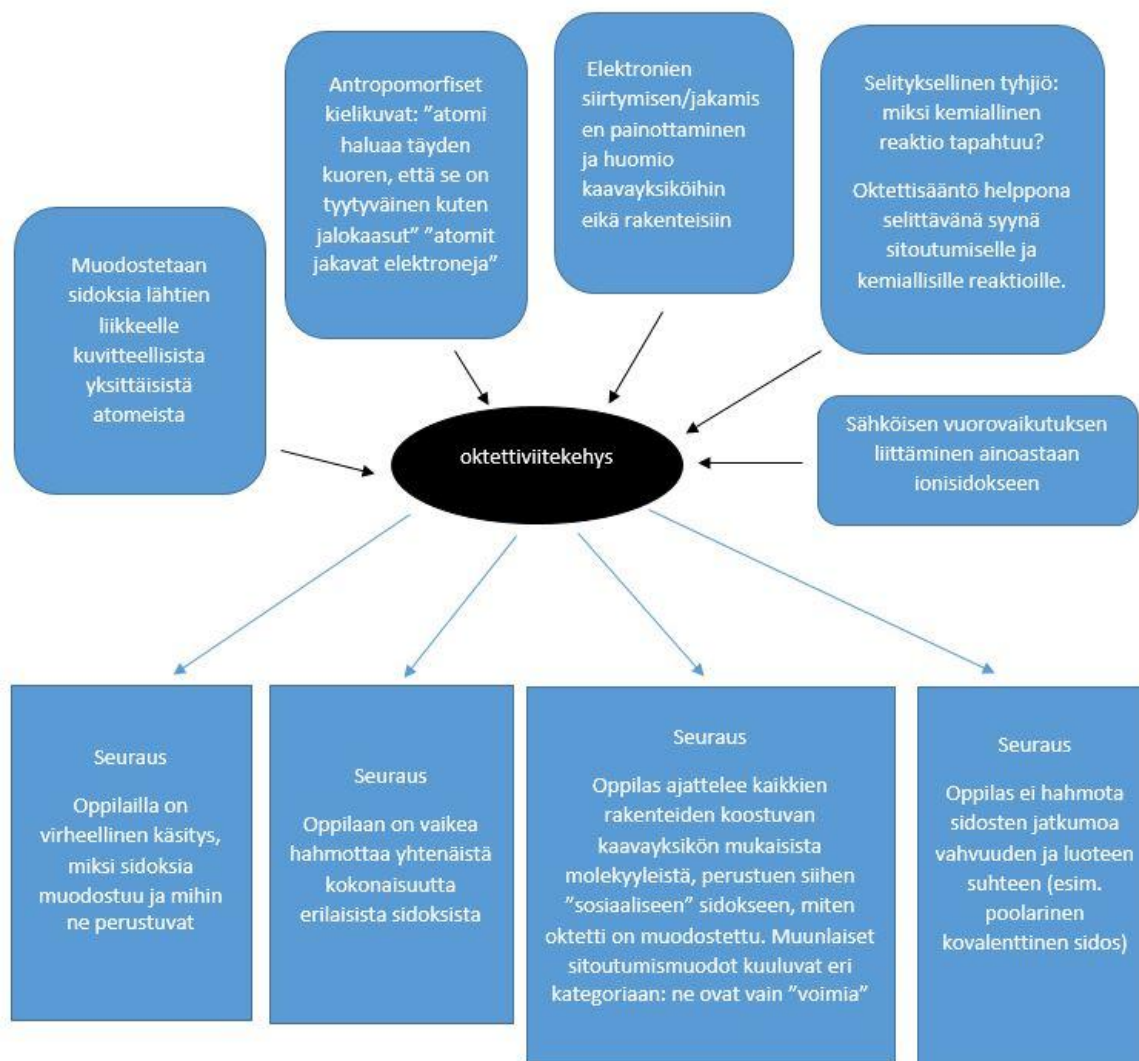 Muodostetaan
sidoksia lähtien
liikkeelle
kuvitteellisista
yksittäisistä
atomeista
Antropomorfiset
kielikuvat: ”atomi
haluaa täyden
kuoren, että se on
tyytyväinen kuten
jalokaasut” ”atomit
jakavat elektroneja”
Elektronien
siirtymisen/jakamis
en painottaminen
ja huomio
kaavayksiköihin
eikä rakenteisiin
Selityksellinen tyhjiö:
miksi kemiallinen
reaktio tapahtuu?
Oktettisääntö helppona
selittävänä syynä
sitoutumiselle ja
kemiallisille reaktioille.
Sähköisen vuorovaikutuksen
liittäminen ainoastaan
ionisidokseen
oktettiviitekehys
Seuraus
Oppilailla on
virheellinen käsitys,
miksi sidoksia
muodostuu ja mihin
ne perustuvat
Seuraus
Oppilaan on vaikea
hahmottaa yhtenäistä
kokonaisuutta
erilaisista sidoksista
Seuraus
Oppilas ajattelee kaikkien
rakenteiden koostuvan
kaavayksikön mukaisista
molekyyleistä, perustuen siihen
”sosiaaliseen” sidokseen, miten
oktetti on muodostettu. Muunlaiset
sitoutumismuodot kuuluvat eri
kategoriaan: ne ovat vain ”voimia”
Seuraus
Oppilas ei hahmota
sidosten jatkumoa
vahvuuden ja luoteen
suhteen (esim.
poolarinen
kovalenttinen sidos)